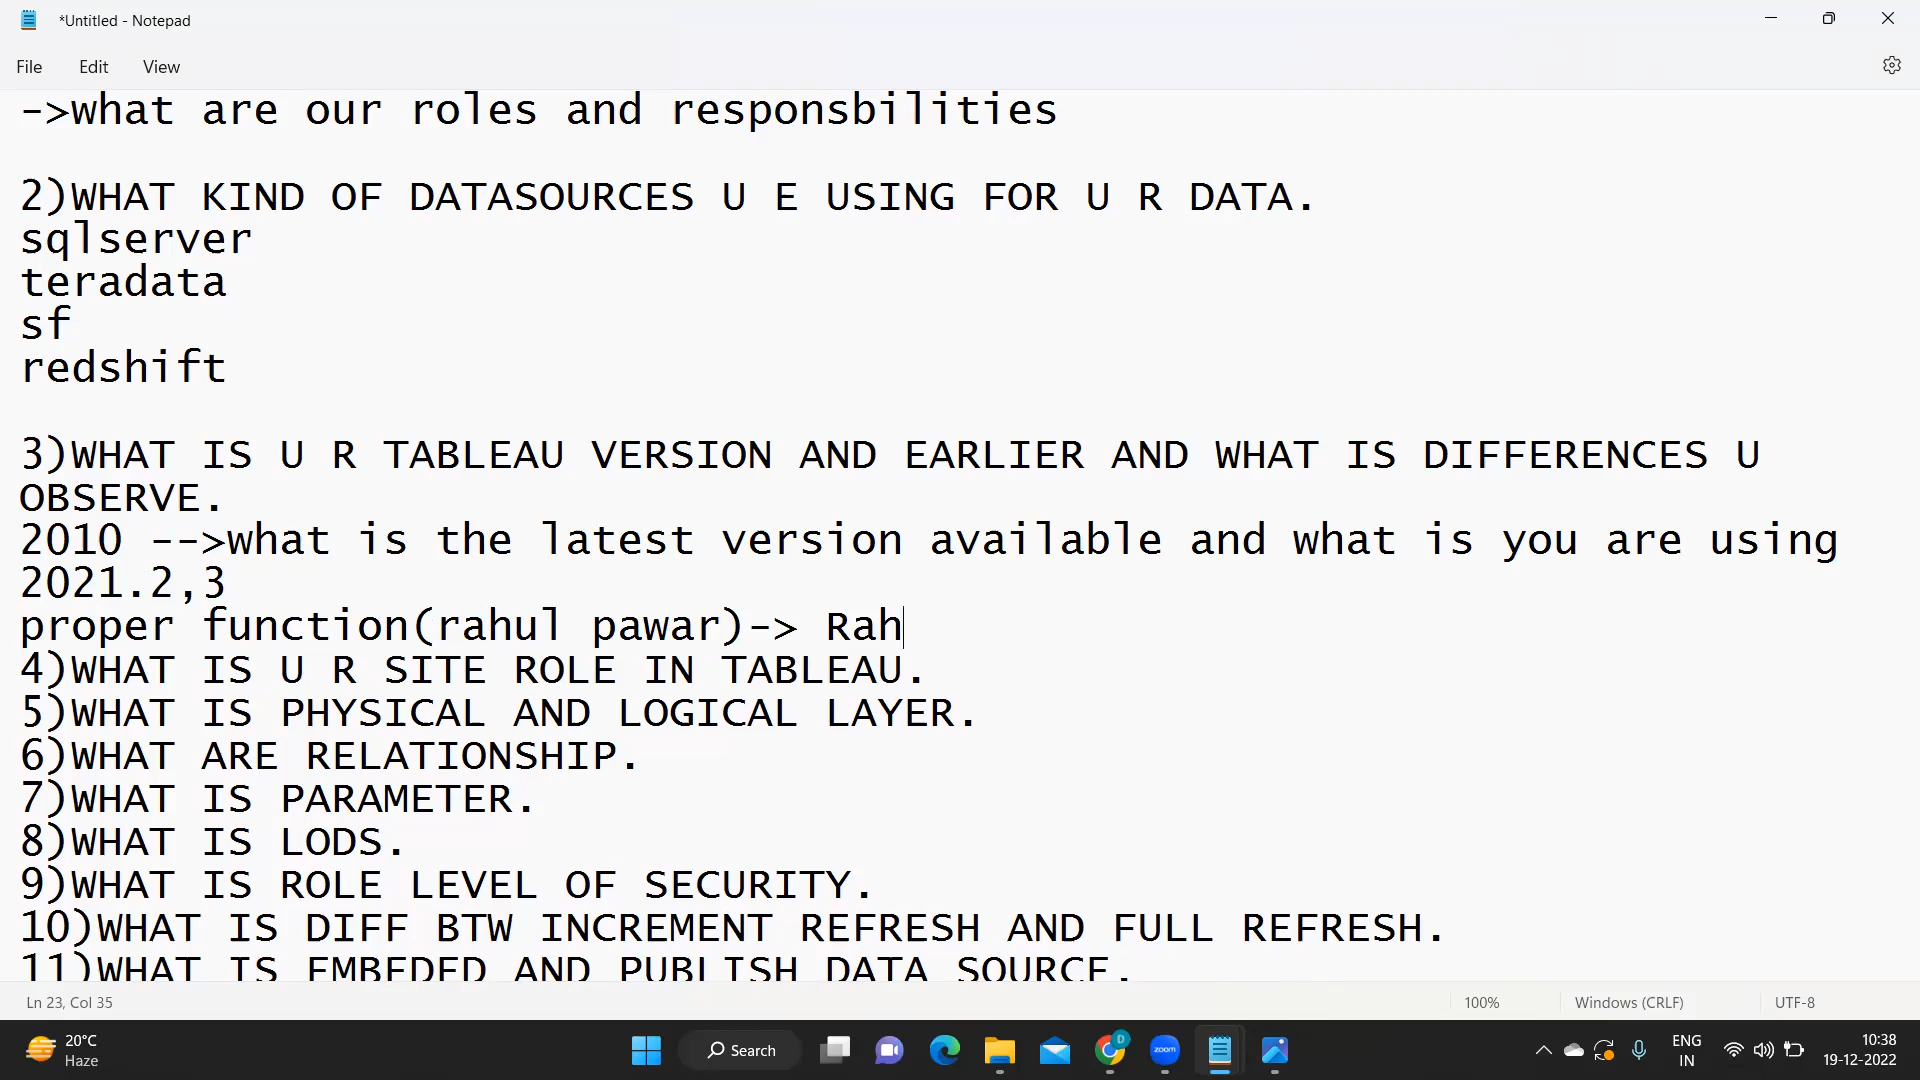 *Untitled - Notepad
File Edit View
->what are our roles and responsbilities
2)WHAT KIND OF DATASOURCES U E USING FOR U R DATA.
sqlserver
teradata
sf
redshift
3)WHAT IS U R TABLEAU VERSION AND EARLIER AND WHAT IS DIFFERENCES U
OBSERVE.
2010 -->what is the latest version available and what is you are using
2021.2,3
proper function(rahul pawar)-> Rah
4)WHAT IS U R SITE ROLE IN TABLEAU.
5)WHAT IS PHYSICAL AND LOGICAL LAYER.
6)WHAT ARE RELATIONSHIP.
7)WHAT IS PARAMETER.
8)WHAT IS LODS.
9)WHAT IS ROLE LEVEL OF SECURITY.
10)WHAT IS DIFF BTW INCREMENT REFRESH AND FULL REFRESH.
11)WHAT IS EMBEDED AND PUBLISH DATA SOURCE.
Ln 23, Col 35 100% Windows (CRLF) UTF-8
20°C
Haze
Search
D
zoom
ENG
IN
10:38
19-12-2022